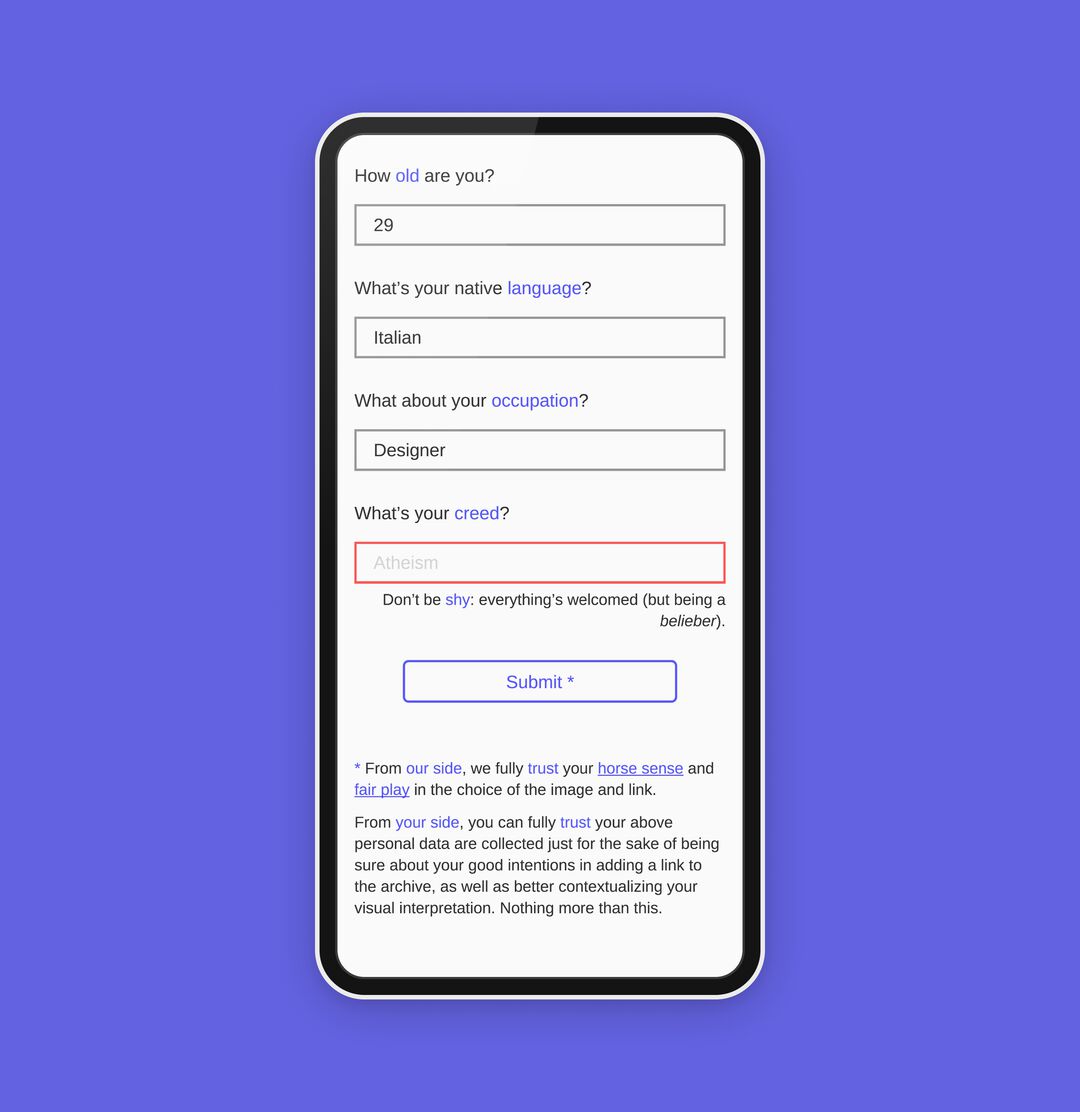 How old are you?
29
What’s your native language?
Italian
What about your occupation?
Designer
What’s your creed?
Atheism
Don’t be shy: everything’s welcomed (but being a
belieber).
Submit *
* From our side, we fully trust your horse sense and
fair play in the choice of the image and link.
From your side, you can fully trust your above
personal data are collected just for the sake of being
sure about your good intentions in adding a link to
the archive, as well as better contextualizing your
visual interpretation. Nothing more than this.